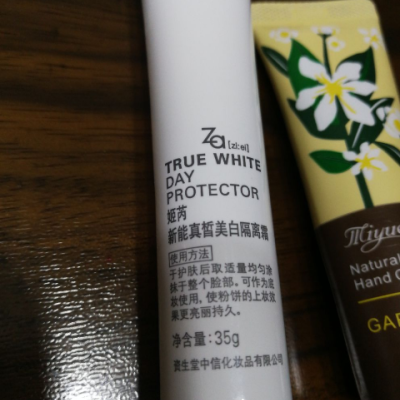 Za [zi:ei]
TRUE WHITE
DAY
PROTECTOR
姬芮
新能真皙美白隔离霜
使用方法
于护肤后取适量均匀涂
抹于整个脸部。可作为底
妆使用，使粉饼的上妆效
果更亮丽持久。
净含量:35g
资生堂中信化妆品有限公司
Natural
Hand